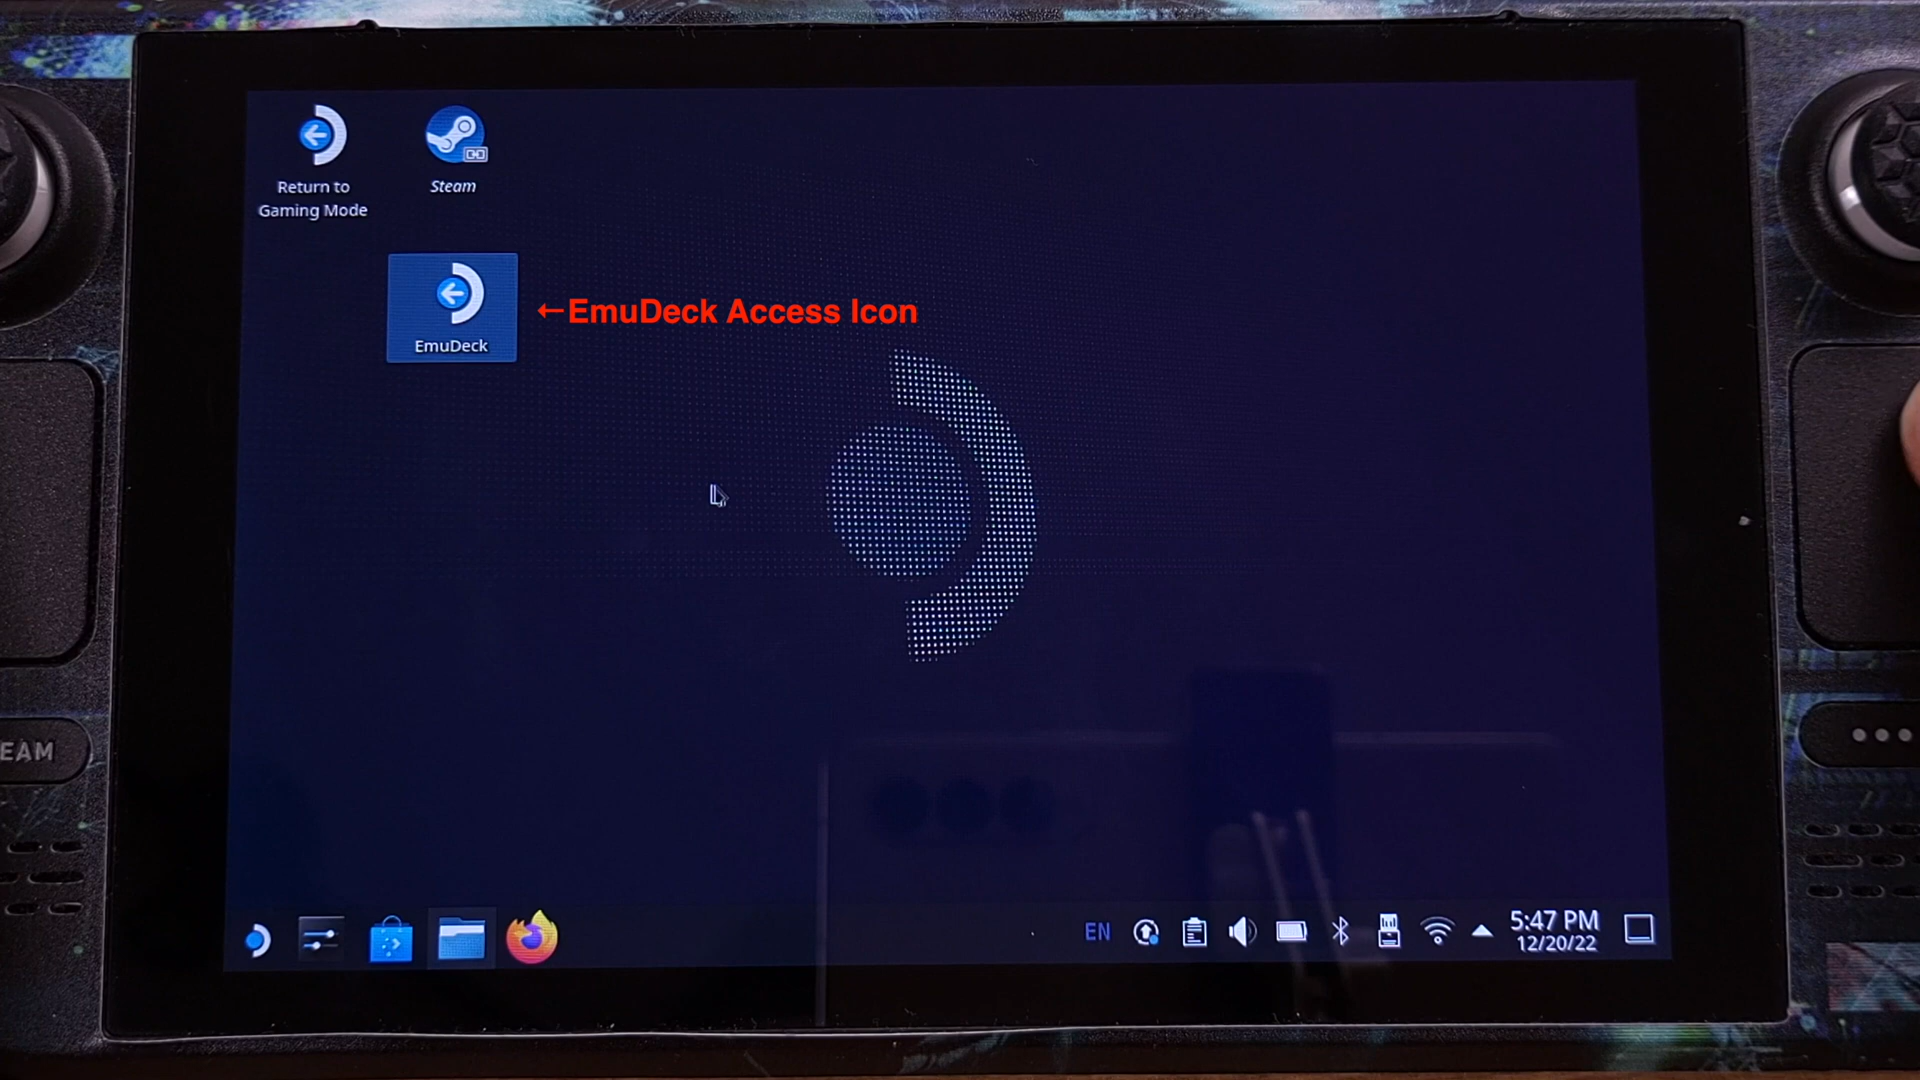 Return to
Gaming Mode
Steam
EmuDeck
←EmuDeck Access Icon
EAM
EN
5:47 PM
12/20/22